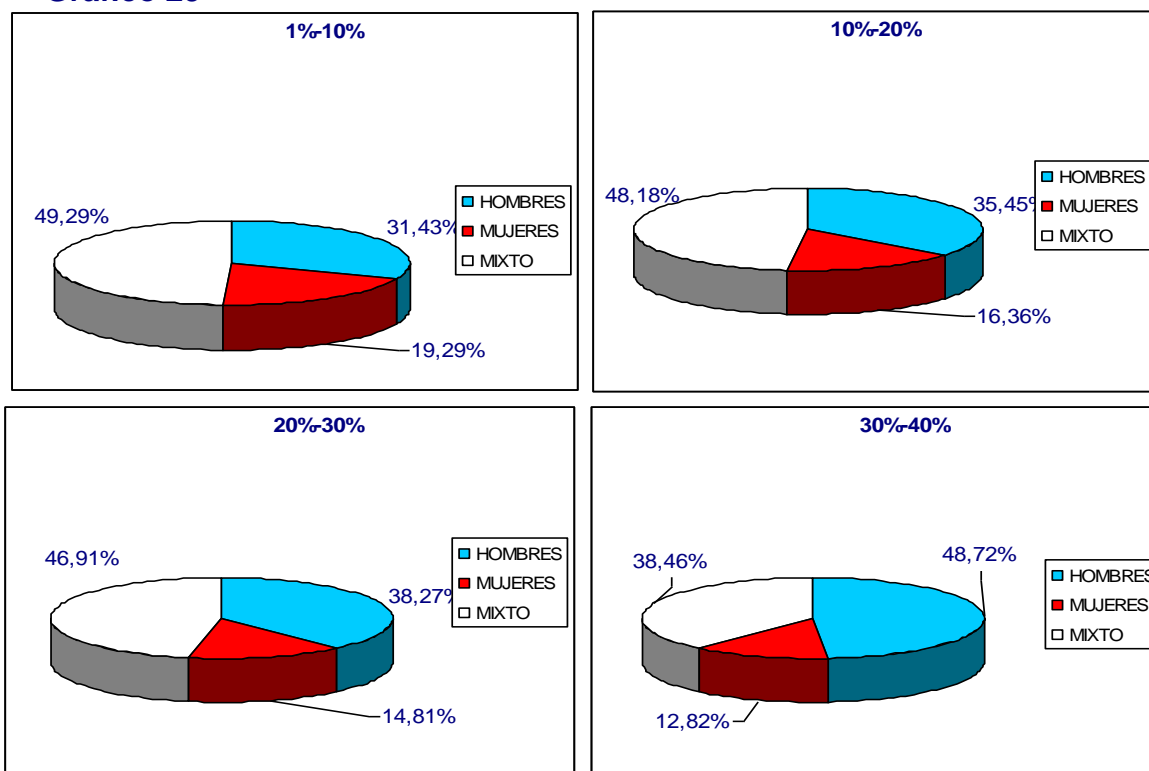 1%-10%
49,29%
31,43%
19,29%
HOMBRES
MUJERES
MIXTO
10%-20%
48,18%
35,45%
16,36%
HOMBRES
MUJERES
MIXTO
20%-30%
46,91%
38,27%
14,81%
HOMBRES
MUJERES
MIXTO
30%-40%
38,46%
48,72%
12,82%
HOMBRES
MUJERES
MIXTO